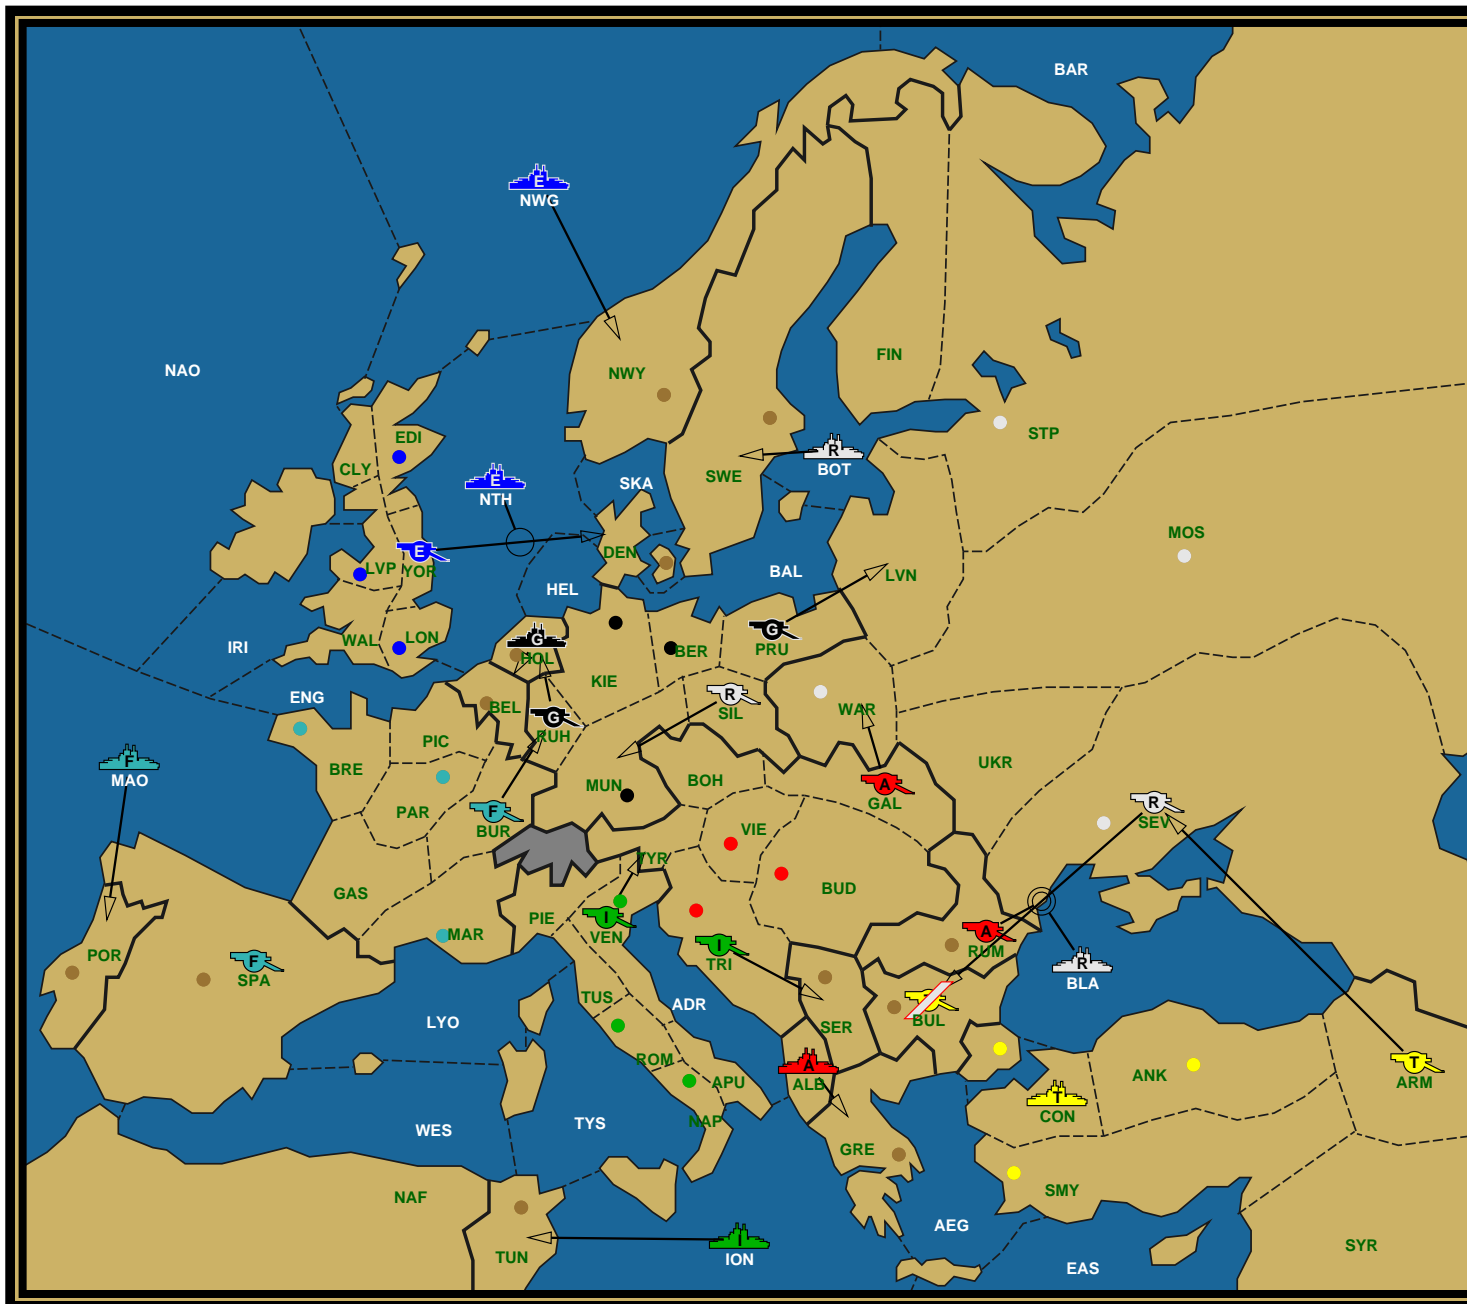 BAR
E
NWG
NAO
FIN
NWY
EDI
STP
CLY
R
BOT
SWE
SKA
E
NTH
MOS
E
YOR
LVP
DEN
BAL
LVN
HEL
G
PRU
WAL
LON
IRI
G
HOL
BER
KIE
ENG
R
SIL
BEL
G
RUH
WAR
PIC
F
MAO
BRE
UKR
MUN
BOH
A
GAL
R
SEV
PAR
F
BUR
VIE
TYR
BUD
GAS
PIE
I
VEN
MAR
A
RUM
POR
F
SPA
I
TRI
R
BLA
TUS
ADR
T
BUL
LYO
SER
ROM
APU
A
ALB
ANK
T
ARM
T
CON
NAP
WES
TYS
GRE
SMY
NAF
AEG
TUN
I
ION
SYR
EAS